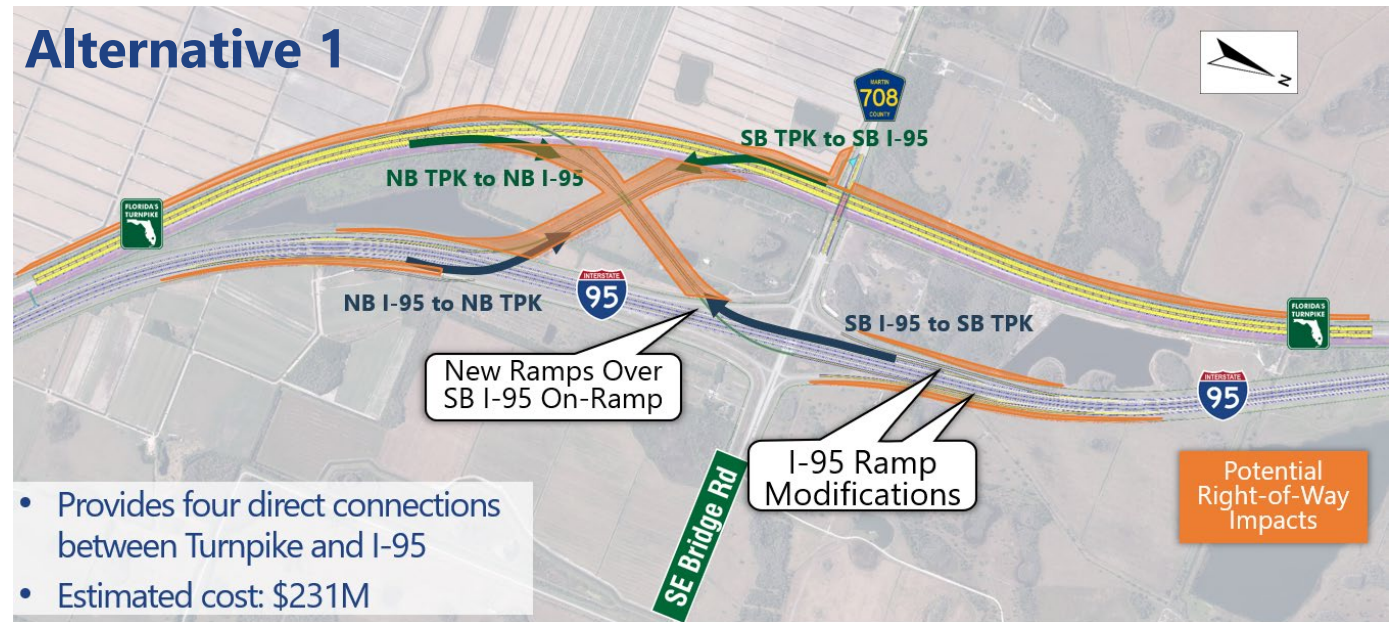 Alternative 1
N
MARTIN
708
COUNTY
SB TPK to SB I-95
NB TPK to NB I-95
FLORIDA'S
TURNPIKE
NB I-95 to NB TPK
INTERSTATE
95
SB I-95 to SB TPK
FLORIDA'S
TURNPIKE
New Ramps Over
SB I-95 On-Ramp
INTERSTATE
95
I-95 Ramp
Modifications
SE Bridge Rd
Potential
Right-of-Way
Impacts
• Provides four direct connections
between Turnpike and I-95
• Estimated cost: $231M